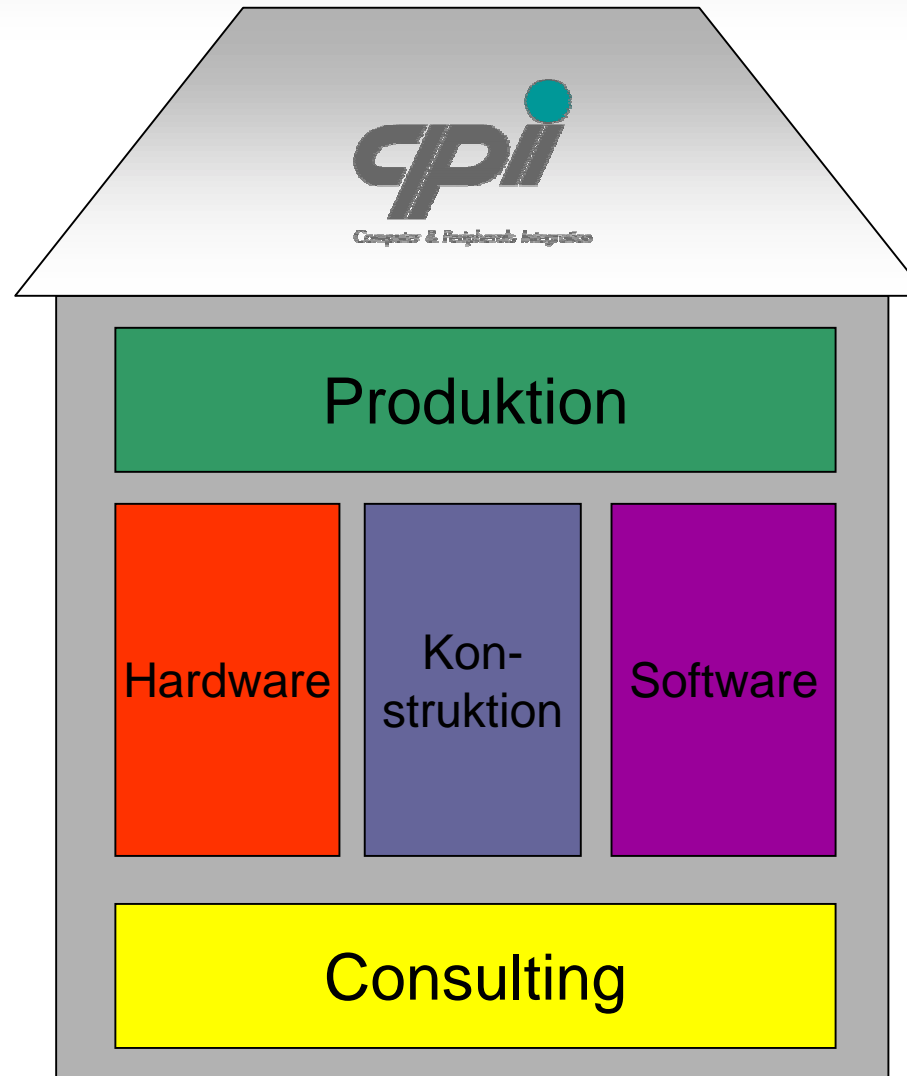 cpi
Computer & Peripherals Integration
Produktion
Hardware
Kon-
struktion
Software
Consulting